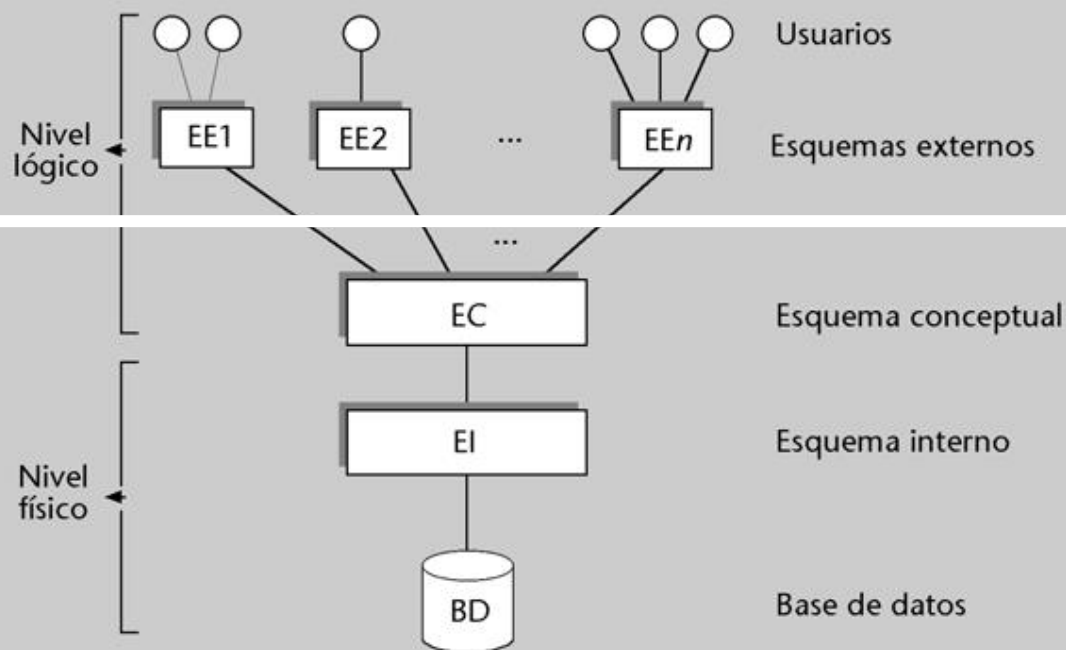 Usuarios
EE1
EE2
...
EEn
Esquemas externos
Nivel
lógico
...
EC
Esquema conceptual
EI
Esquema interno
Nivel
físico
BD
Base de datos